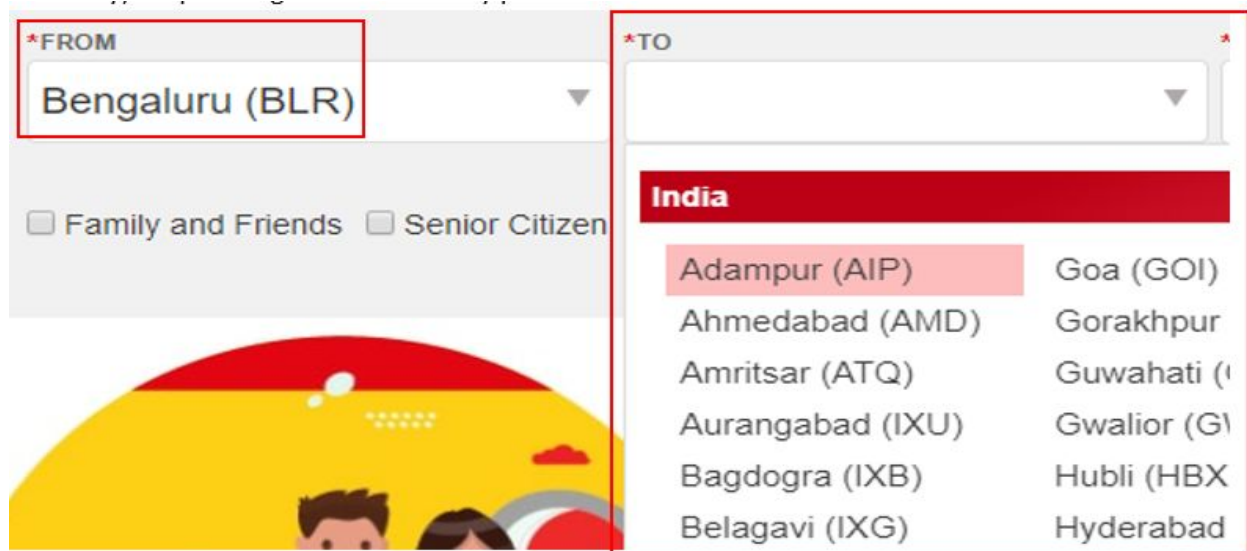 *FROM
Bengaluru (BLR)
Family and Friends Senior Citizen
*TO
*
India
Adampur (AIP) Goa (GOI)
Ahmedabad (AMD) Gorakhpur
Amritsar (ATQ) Guwahati (
Aurangabad (IXU) Gwalior (G
Bagdogra (IXB) Hubli (HBX
Belagavi (IXG) Hyderabad